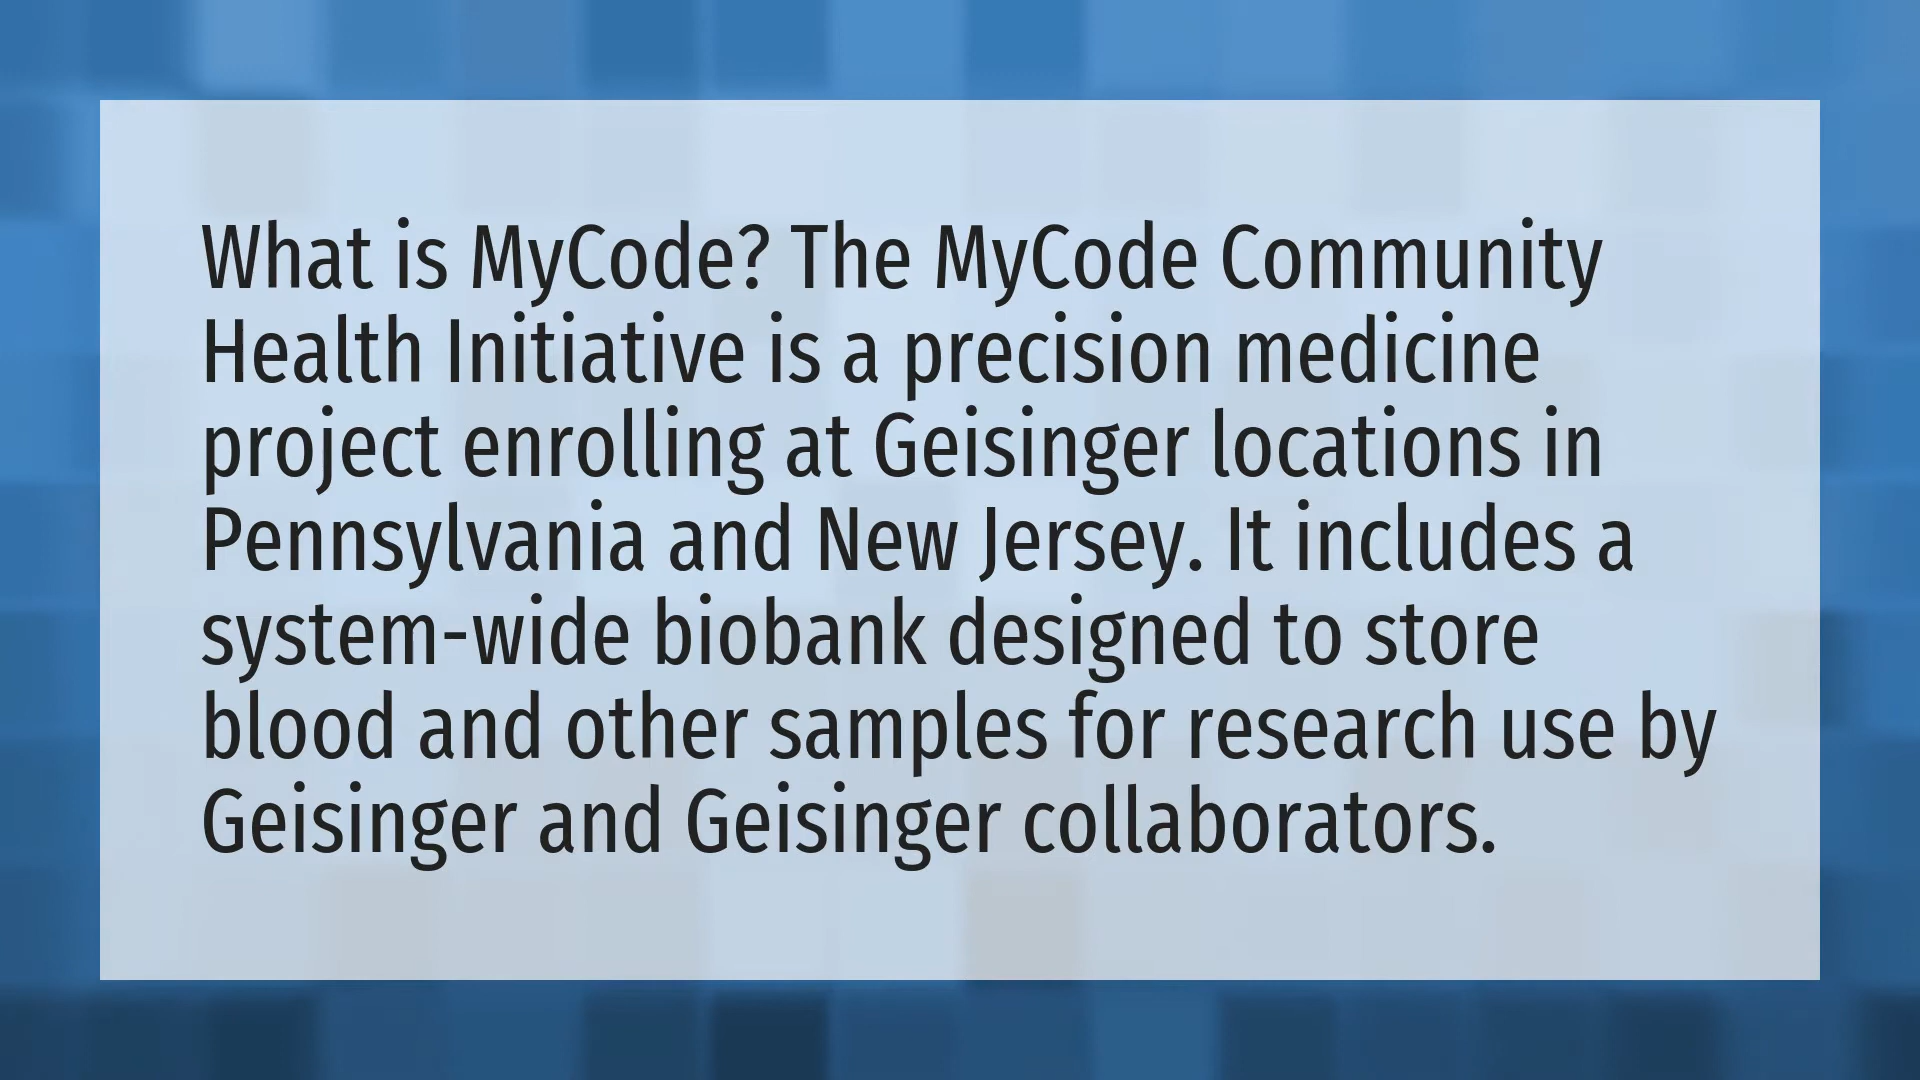 What is MyCode? The MyCode Community
Health Initiative is a precision medicine
project enrolling at Geisinger locations in
Pennsylvania and New Jersey. It includes a
system-wide biobank designed to store
blood and other samples for research use by
Geisinger and Geisinger collaborators.